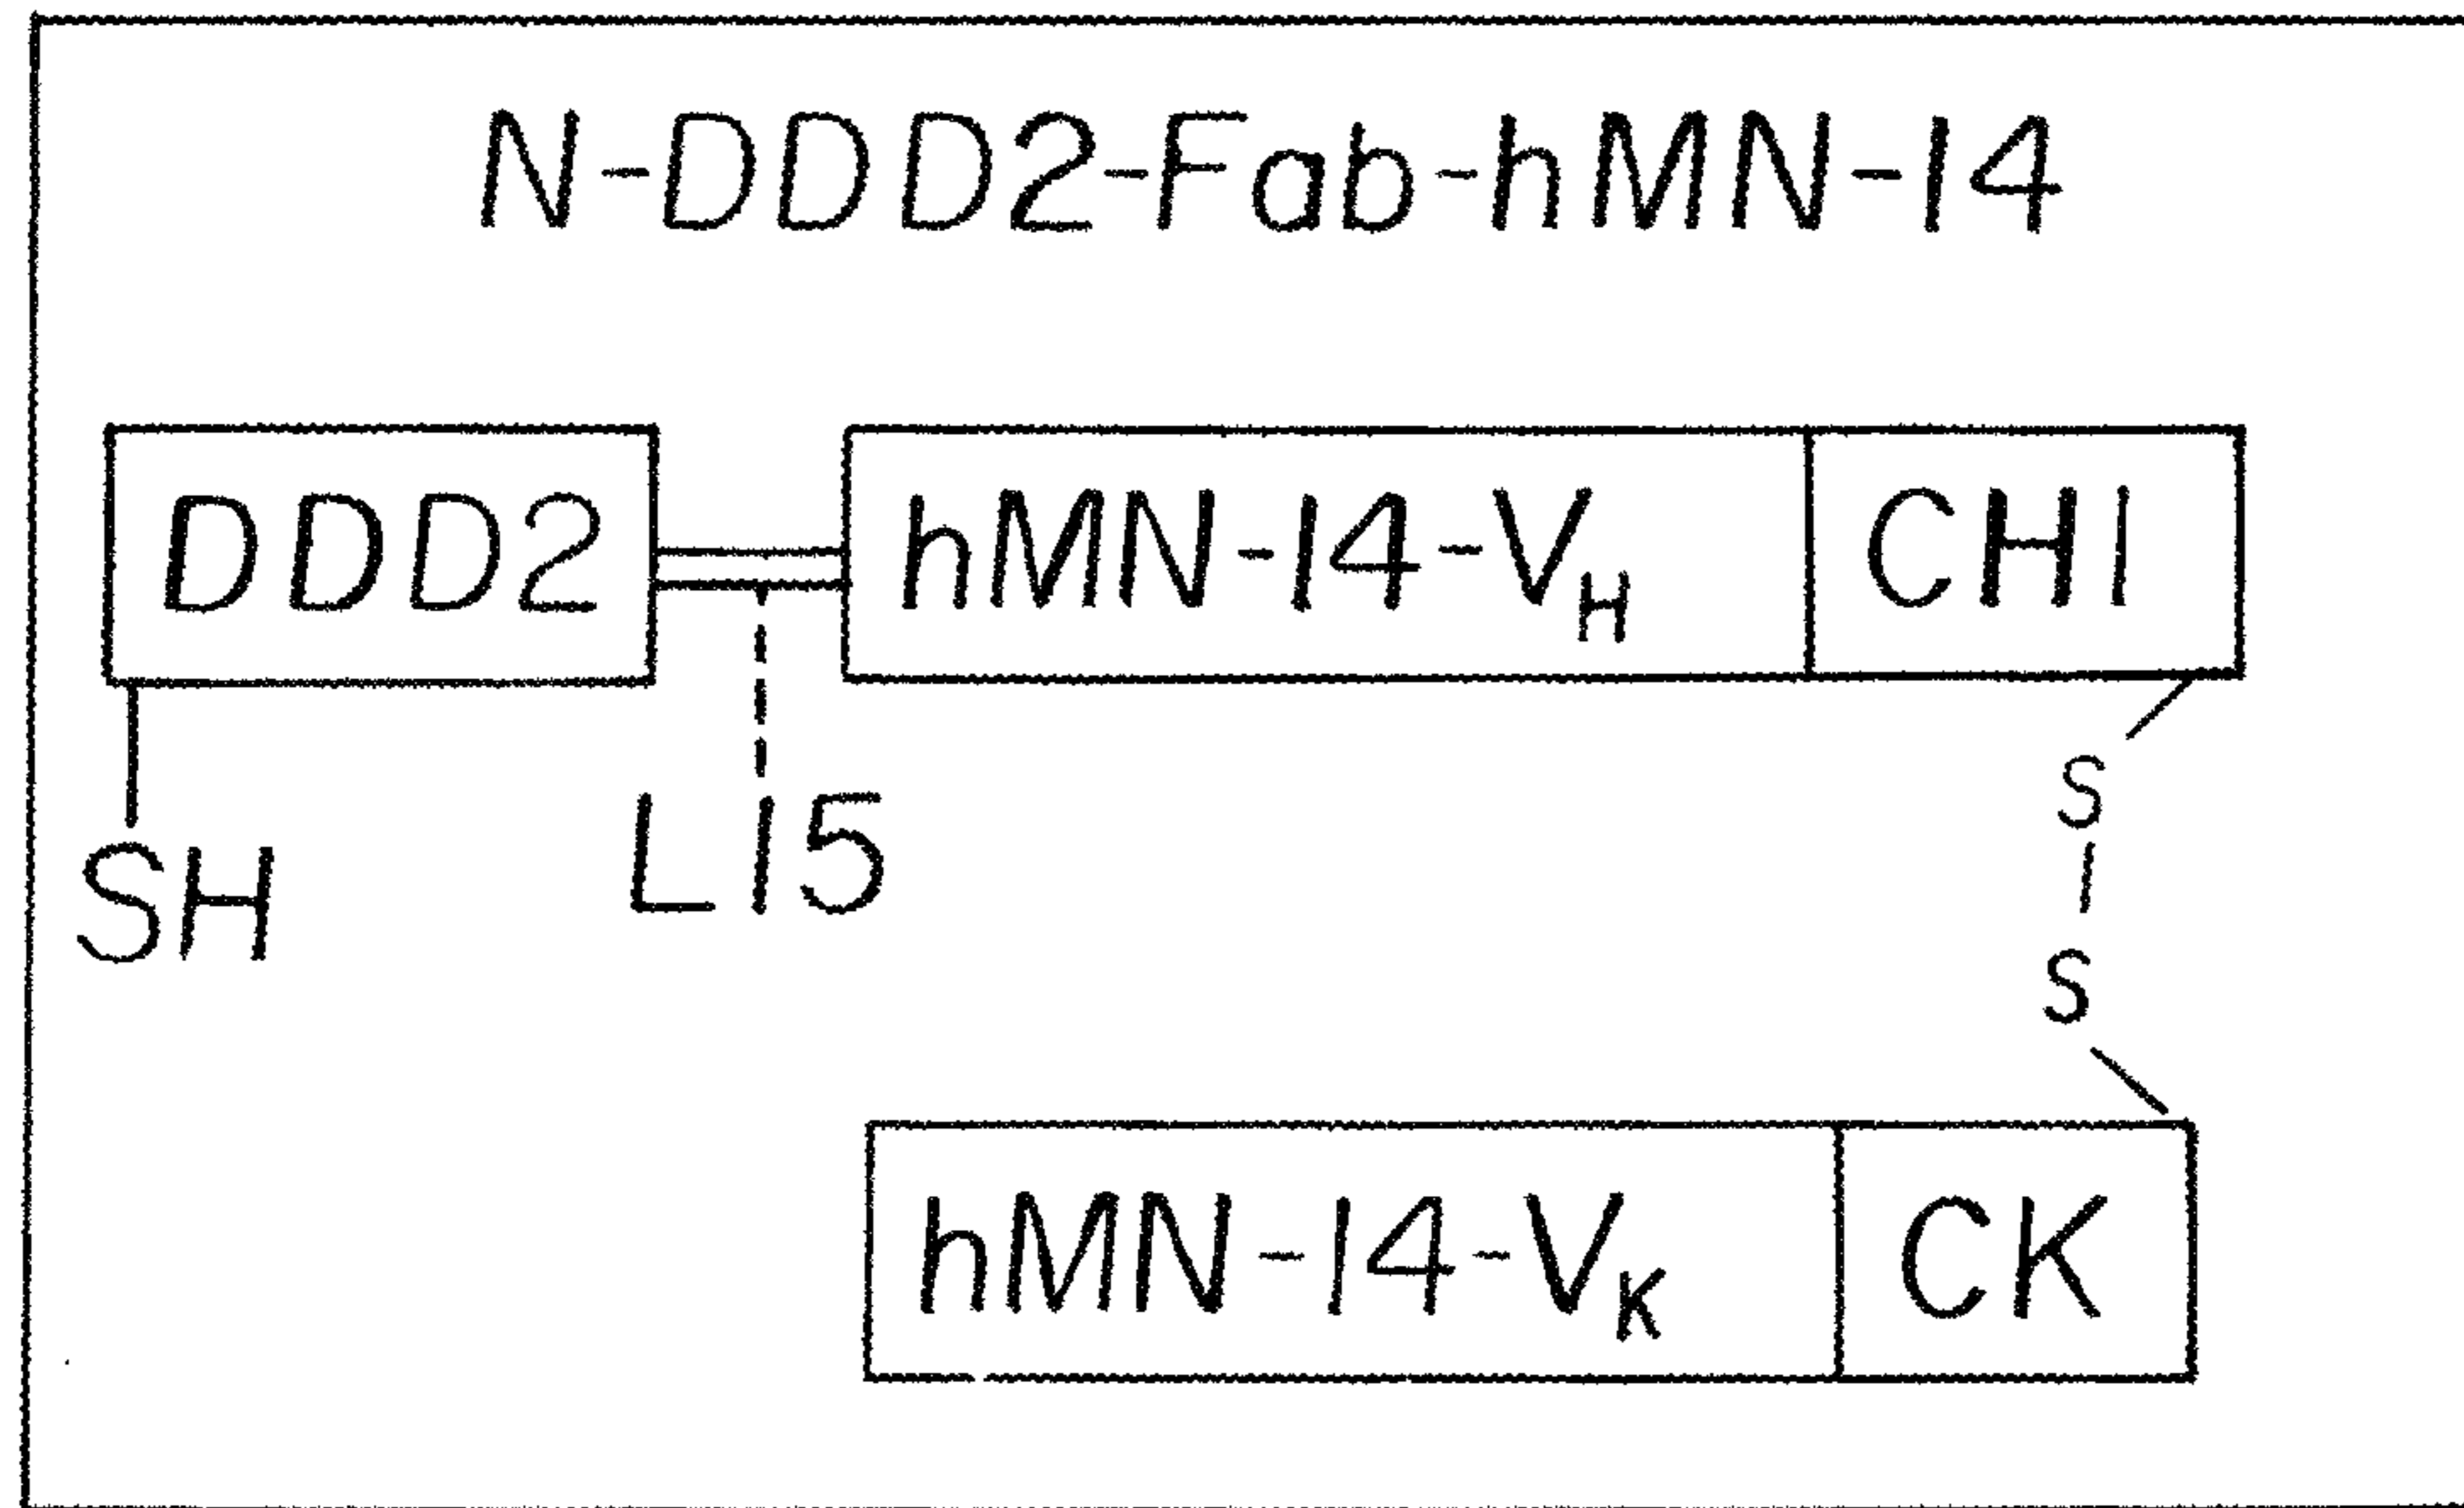 N-DDD2-Fab-hMN-14
DDD2 hMN-14-VH CH1
SH L15 S
S
hMN-14-VK CK